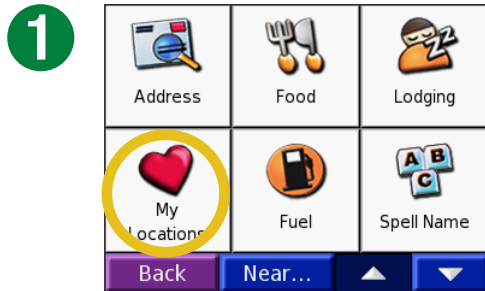 1
Address Food Lodging
My
Locations Fuel Spell Name
A B
C
Back Near...